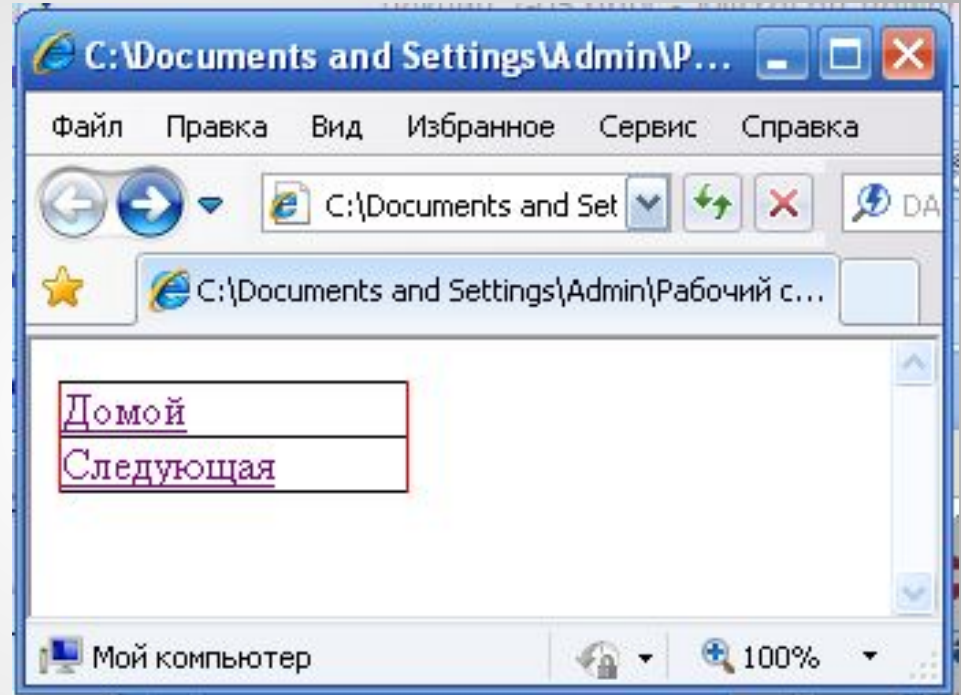 C:\Documents and Settings\Admin\P...
Файл Правка Вид Избранное Сервис Справка
C:\Documents and Set DA
C:\Documents and Settings\Admin\Рабочий с...
Домой
Следующая
Мой компьютер 100%